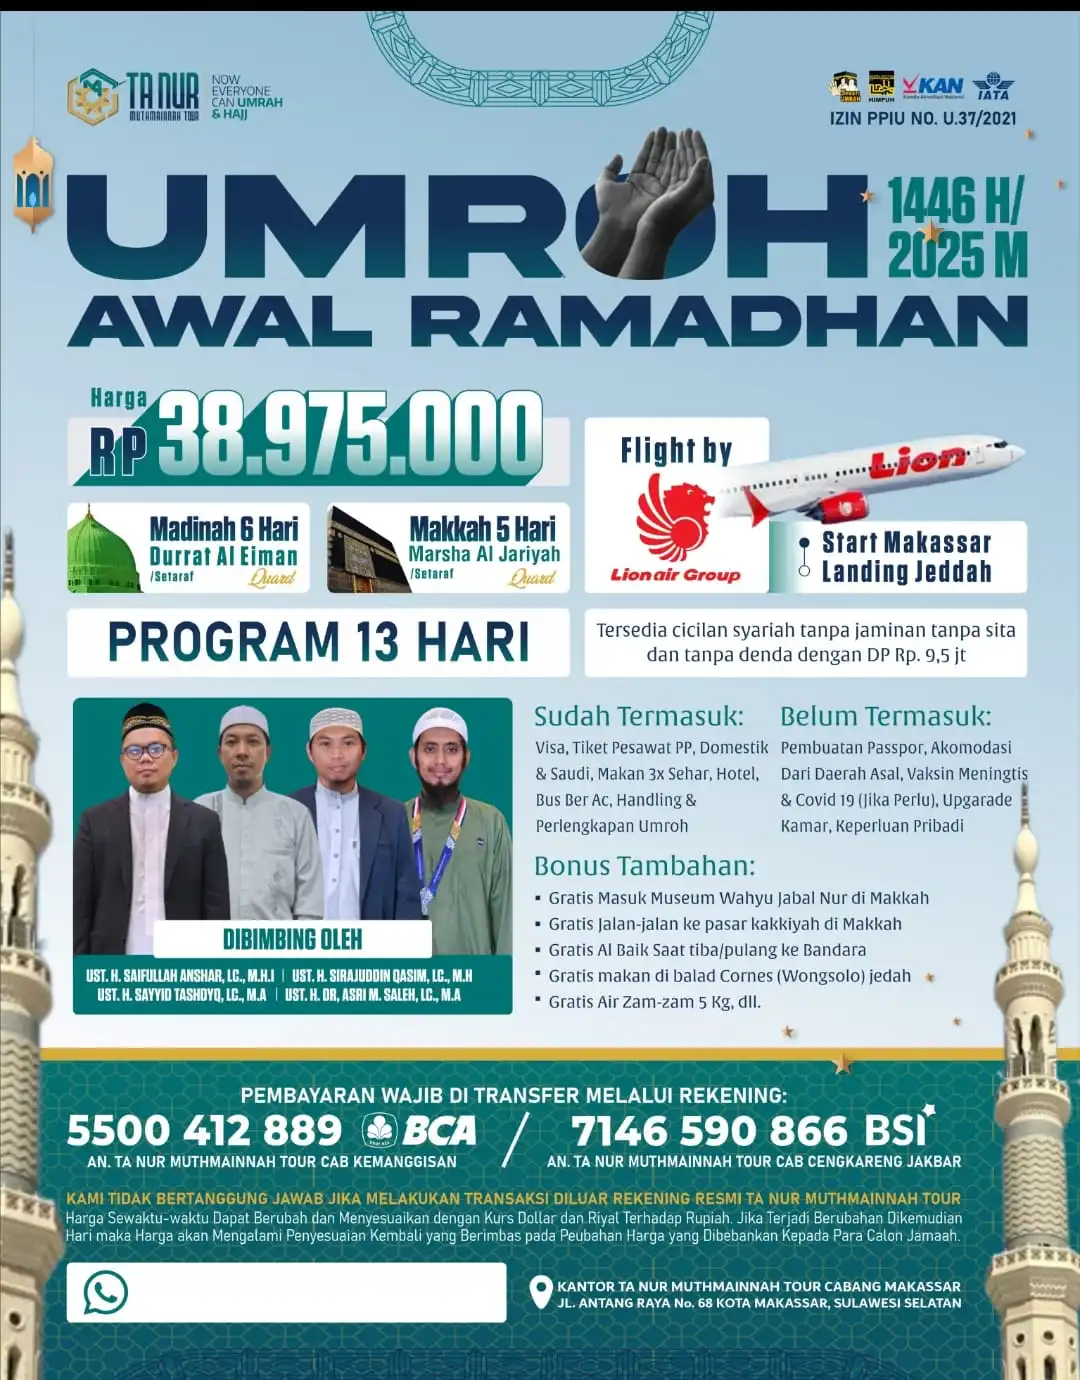 TA NUR
MUTMAINNAH TOUR
NOW
EVERYONE
CAN UMRAH
& HAJJ
HIMPUH
KAN
Komite Akreditasi Nasional
IATA
IZIN PPIU NO. U.37/2021
UMROH
1446 H/
2025 M
AWAL RAMADHAN
Harga
RP 38.975.000
Madinah 6 Hari
Durrat Al Eiman
/Setaraf Quard
Makkah 5 Hari
Marsha Al Jariyah
/Setaraf Quard
Flight by
Lion air Group
Lion
Start Makassar
Landing Jeddah
PROGRAM 13 HARI
Tersedia cicilan syariah tanpa jaminan tanpa sita
dan tanpa denda dengan DP Rp. 9,5 jt
DIBIMBING OLEH
UST. H. SAIFULLAH ANSHAR, LC., M.H.I | UST. H. SIRAJUDDIN QASIM, LC., M.H
UST. H. SAYYID TASHDYQ, LC., M.A | UST. H. DR, ASRI M. SALEH, LC., M.A
Sudah Termasuk:
Visa, Tiket Pesawat PP, Domestik
& Saudi, Makan 3x Sehar, Hotel,
Bus Ber Ac, Handling &
Perlengkapan Umroh
Belum Termasuk:
Pembuatan Passpor, Akomodasi
Dari Daerah Asal, Vaksin Meningtis
& Covid 19 (Jika Perlu), Upgarade
Kamar, Keperluan Pribadi
Bonus Tambahan:
▪ Gratis Masuk Museum Wahyu Jabal Nur di Makkah
▪ Gratis Jalan-jalan ke pasar kakkiyah di Makkah
▪ Gratis Al Baik Saat tiba/pulang ke Bandara
▪ Gratis makan di balad Cornes (Wongsolo) jedah
▪ Gratis Air Zam-zam 5 Kg, dll.
PEMBAYARAN WAJIB DI TRANSFER MELALUI REKENING:
5500 412 889 BCA / 7146 590 866 BSI
AN. TA NUR MUTHMAINNAH TOUR CAB KEMANGGISAN
AN. TA NUR MUTHMAINNAH TOUR CAB CENGKARENG JAKBAR
KAMI TIDAK BERTANGGUNG JAWAB JIKA MELAKUKAN TRANSAKSI DILUAR REKENING RESMI TA NUR MUTHMAINNAH TOUR
Harga Sewaktu-waktu Dapat Berubah dan Menyesuaikan dengan Kurs Dollar dan Riyal Terhadap Rupiah. Jika Terjadi Berubahan Dikemudian
Hari maka Harga akan Mengalami Penyesuaian Kembali yang Berimbas pada Peubahan Harga yang Dibebankan Kepada Para Calon Jamaah.
KANTOR TA NUR MUTHMAINNAH TOUR CABANG MAKASSAR
JL. ANTANG RAYA No. 68 KOTA MAKASSAR, SULAWESI SELATAN